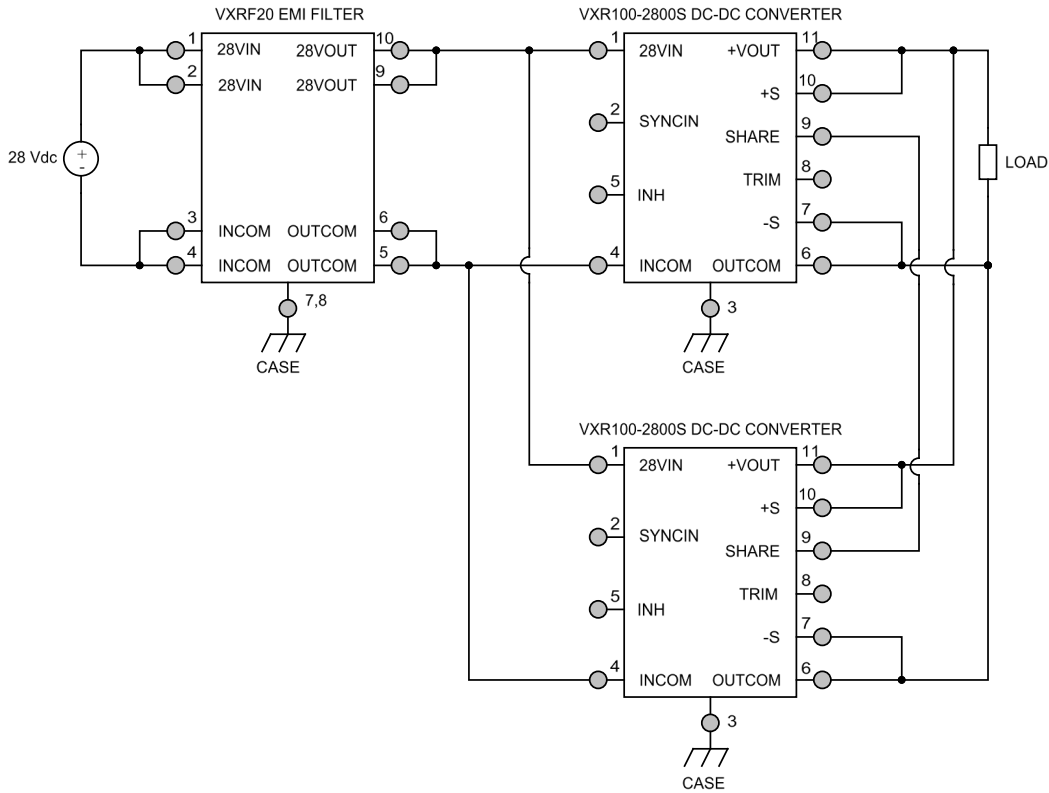 VXRF20 EMI FILTER
VXR100-2800S DC-DC CONVERTER
1 28VIN 28VOUT 10
2 28VIN 28VOUT 9
3 INCOM OUTCOM 6
4 INCOM OUTCOM 5
7,8
CASE
28 Vdc
+
-
1 28VIN +VOUT 11
+S 10
2 SYNCIN
SHARE 9
TRIM 8
5 INH
-S 7
4 INCOM OUTCOM 6
3
CASE
LOAD
VXR100-2800S DC-DC CONVERTER
1 28VIN +VOUT 11
+S 10
2 SYNCIN
SHARE 9
TRIM 8
5 INH
-S 7
4 INCOM OUTCOM 6
3
CASE